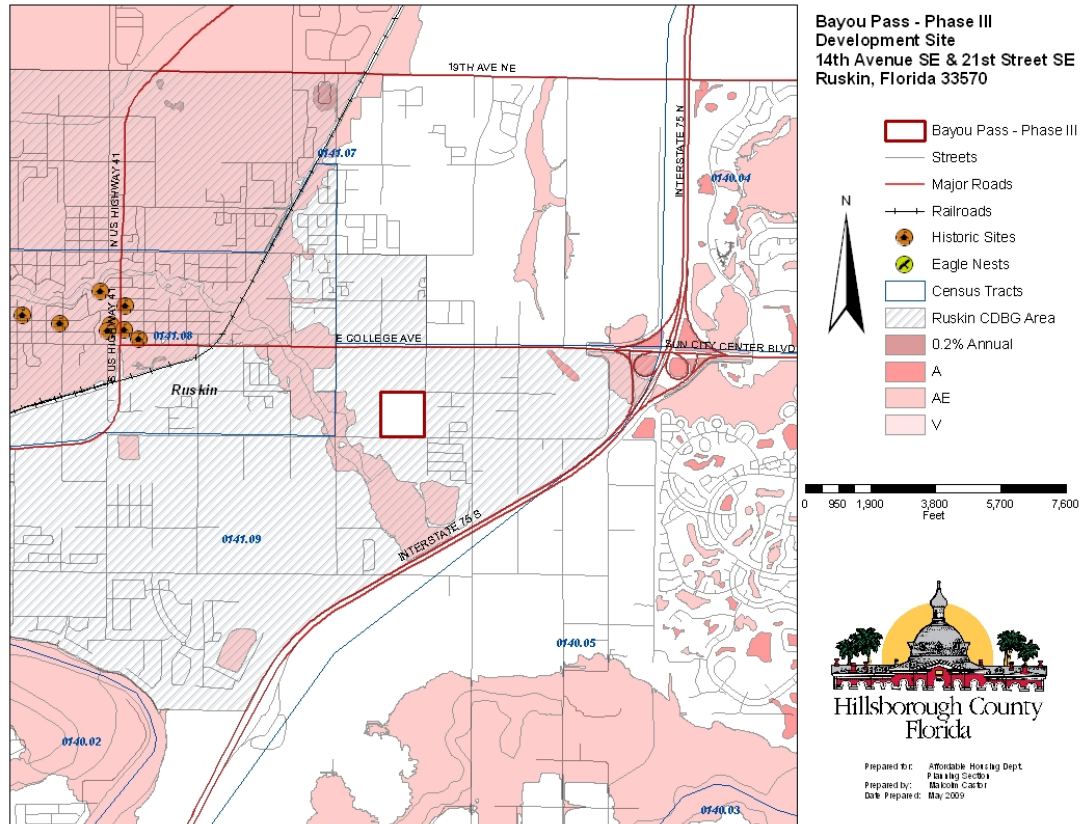 Bayou Pass - Phase III
Development Site
14th Avenue SE & 21st Street SE
Ruskin, Florida 33570
19TH AVE NE
INTERSTATE 75 N
N US HIGHWAY 41
0141.07
0140.04
S US HIGHWAY 41
0141.08
E COLLEGE AVE
SUN CITY CENTER BLVD
Ruskin
INTERSTATE 75 S
0141.09
0140.05
0140.02
0140.03
N
Bayou Pass - Phase III
Streets
Major Roads
Railroads
Historic Sites
Eagle Nests
Census Tracts
Ruskin CDBG Area
0.2% Annual
A
AE
V
0 950 1,900 3,800 5,700 7,600
Feet
Hillsborough County
Florida
Prepared for: Affordable Housing Dept.
Planning Section
Prepared by: Malcolm Castor
Date Prepared: May 2009